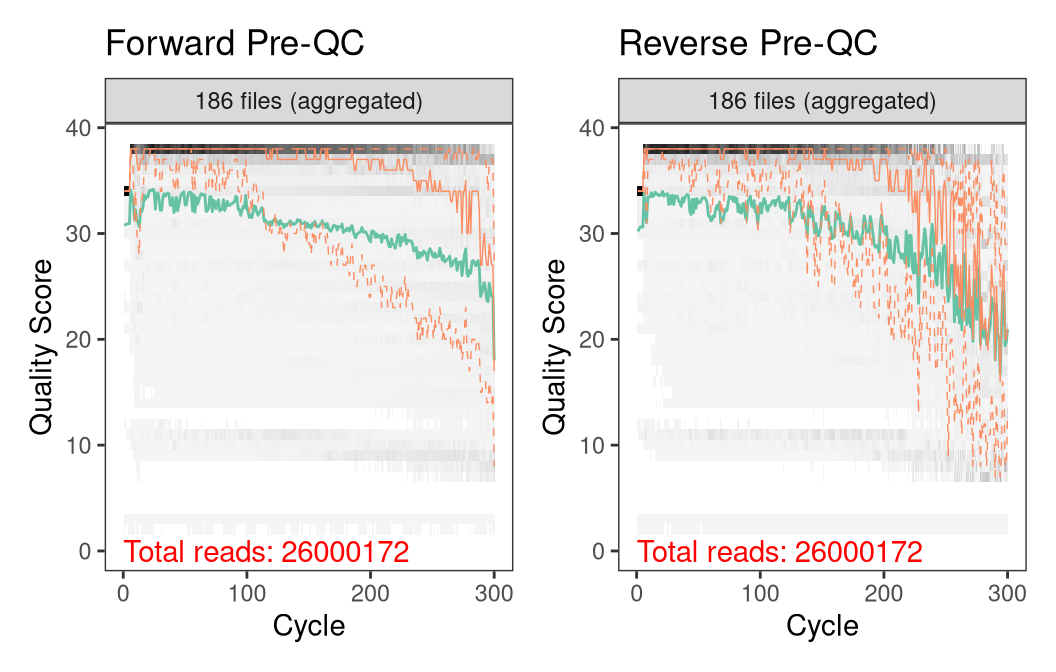 Forward Pre-QC
186 files (aggregated)
40
30
20
10
0
Quality Score
Total reads: 26000172
0 100 200 300
Cycle
Reverse Pre-QC
186 files (aggregated)
40
30
20
10
0
Quality Score
Total reads: 26000172
0 100 200 300
Cycle